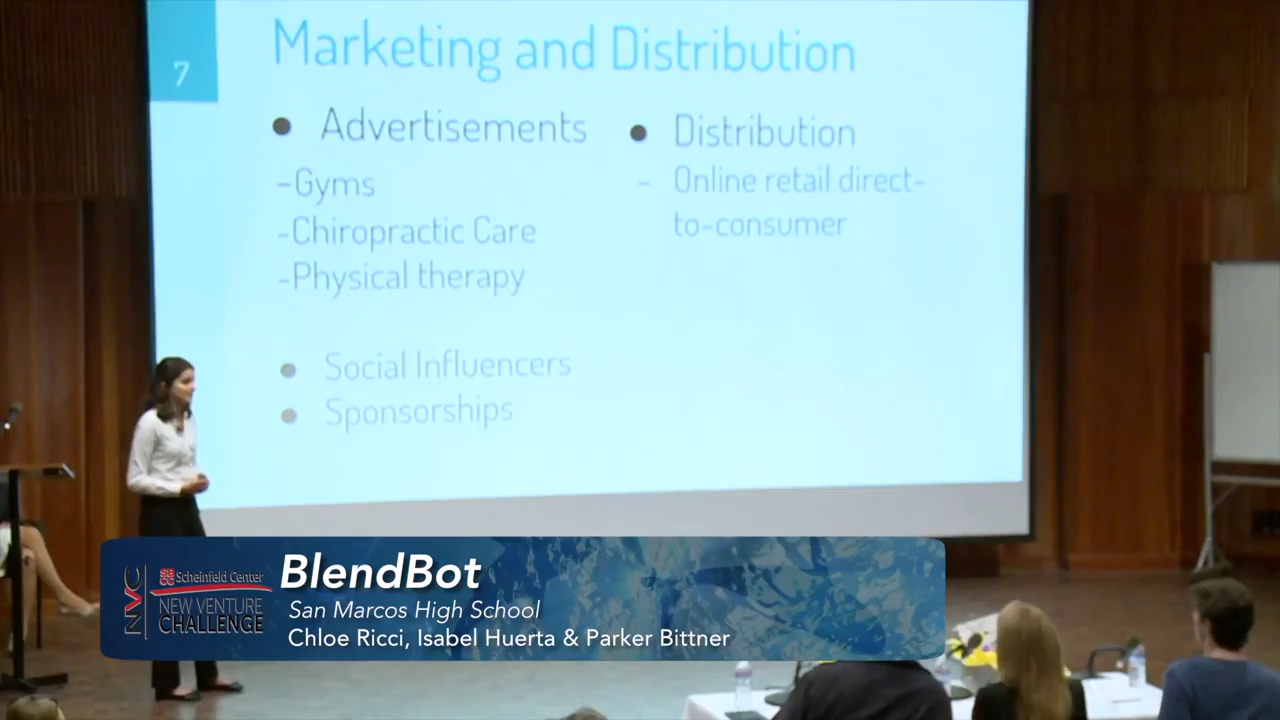 7
Marketing and Distribution
● Advertisements
-Gyms
-Chiropractic Care
-Physical therapy
● Social Influencers
● Sponsorships
● Distribution
- Online retail direct-
to-consumer
NVC
SBCC Scheinfeld Center
NEW VENTURE
CHALLENGE
BlendBot
San Marcos High School
Chloe Ricci, Isabel Huerta & Parker Bittner